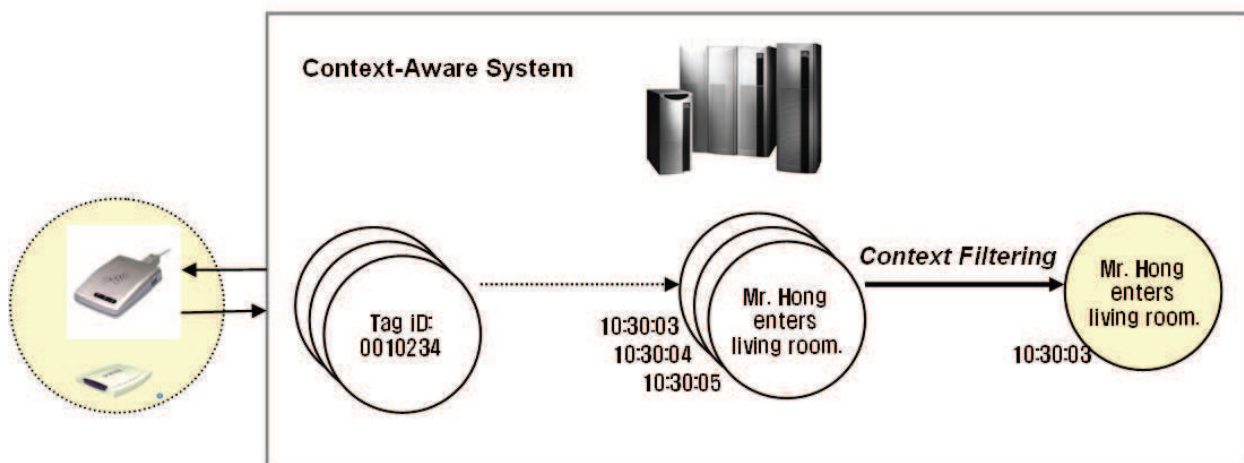 Context-Aware System
Tag iD:
0010234
10:30:03
10:30:04
10:30:05
Mr. Hong
enters
living room.
Context Filtering
10:30:03
Mr. Hong
enters
living room.